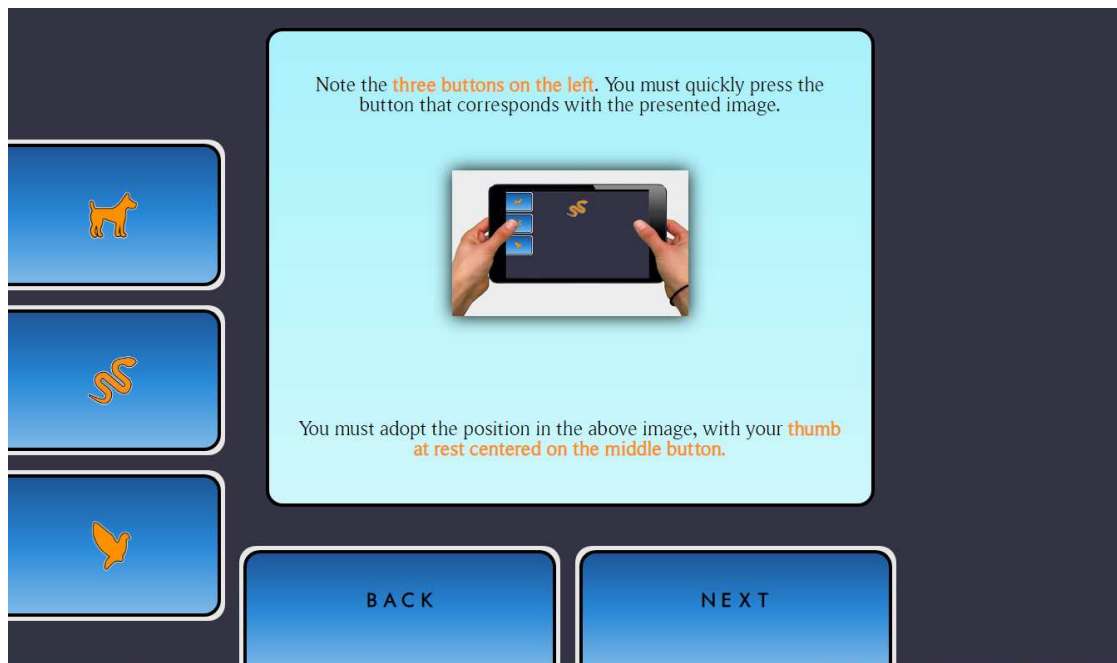 Note the three buttons on the left. You must quickly press the
button that corresponds with the presented image.
You must adopt the position in the above image, with your thumb
at rest centered on the middle button.
BACK
NEXT